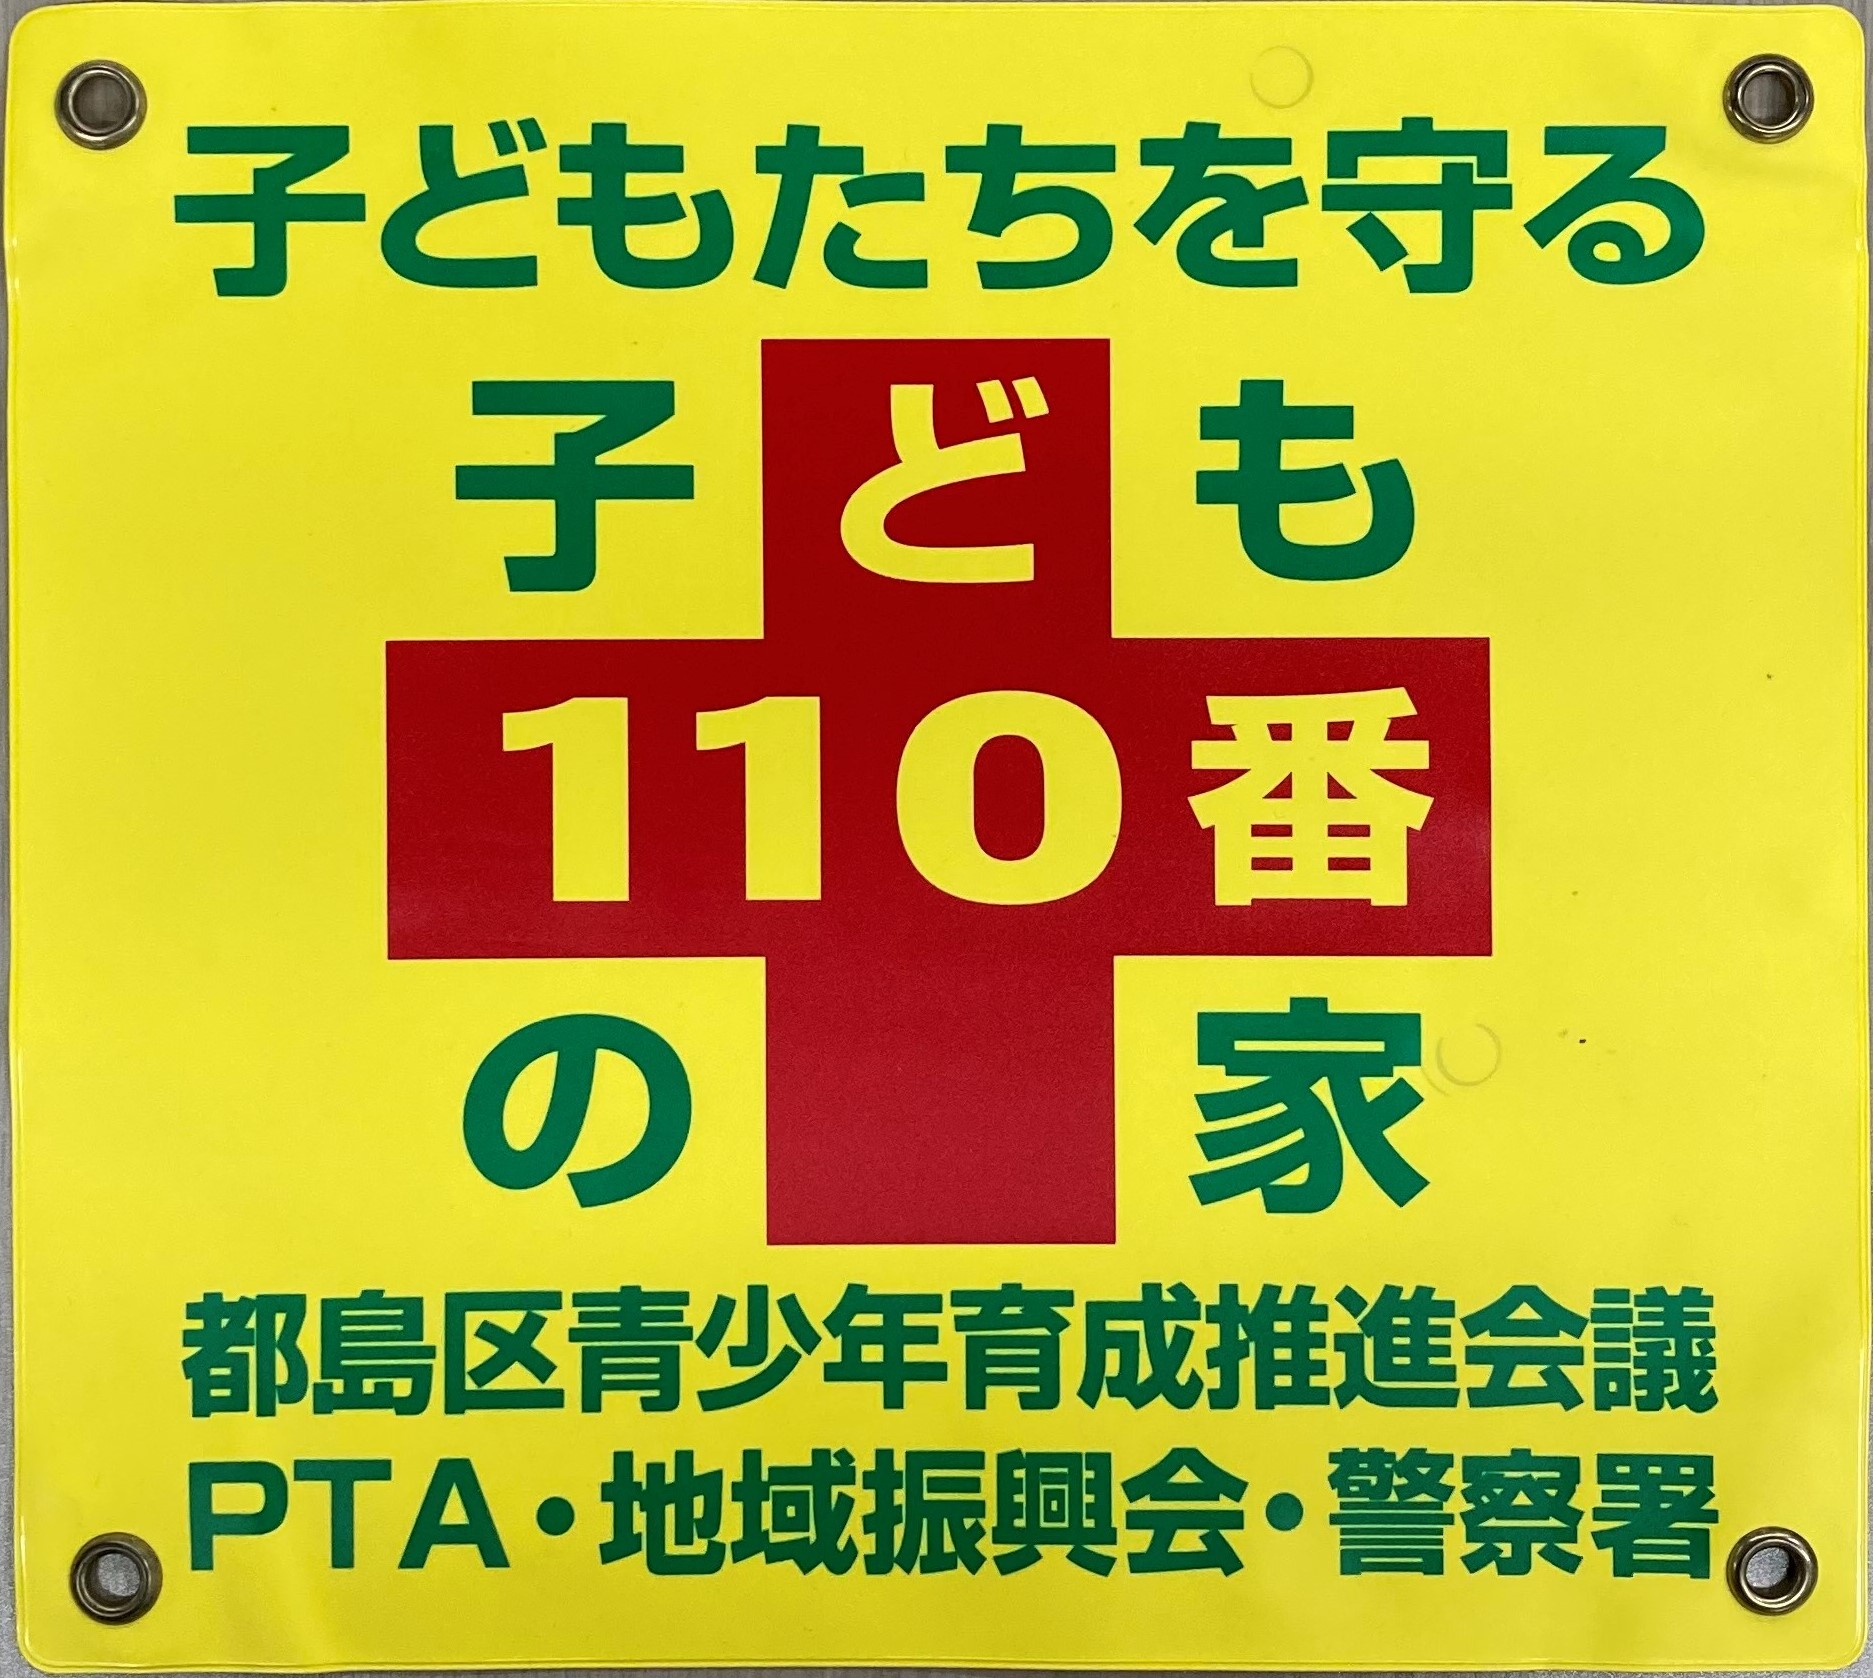 子どもたちを守る
子ども
110番
の家
都島区青少年育成推進会議
PTA・地域振興会・警察署